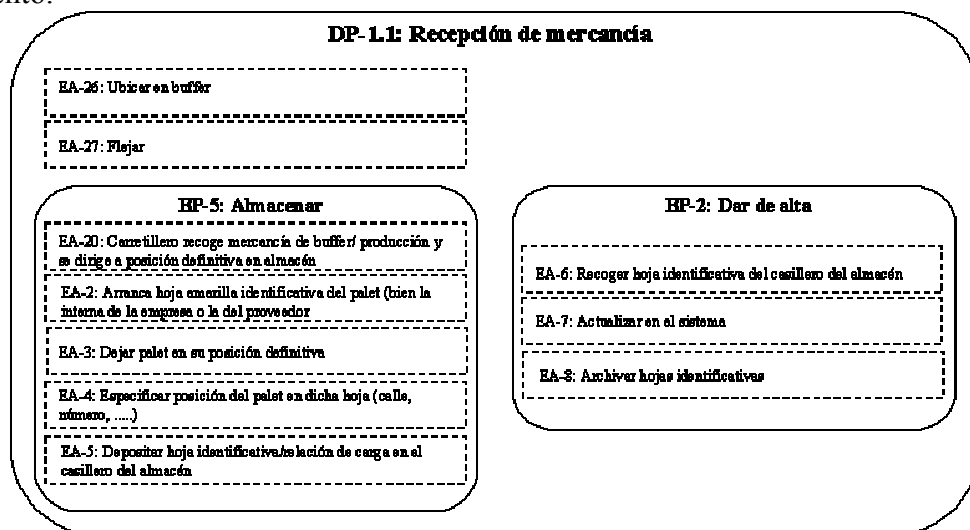 DP-1.1: Recepción de mercancía
EA-26: Ubicar en buffer
EA-27: Flejar
EP-5: Almacenar
EA-20: Carretillero recoge mercancía de buffer/ producción y
se dirige a posición definitiva en almacén
EA-2: Arranca hoja amarilla identificativa del palet (bien la
interna de la empresa o la del proveedor
EA-3: Dejar palet en su posición definitiva
EA-4: Especificar posición del palet en dicha hoja (calle,
número, .....)
EA-5: Depositar hoja identificativa/relación de carga en el
casillero del almacén
EP-2: Dar de alta
EA-6: Recoger hoja identificativa del casillero del almacén
EA-7: Actualizar en el sistema
EA-8: Archivar hojas identificativas